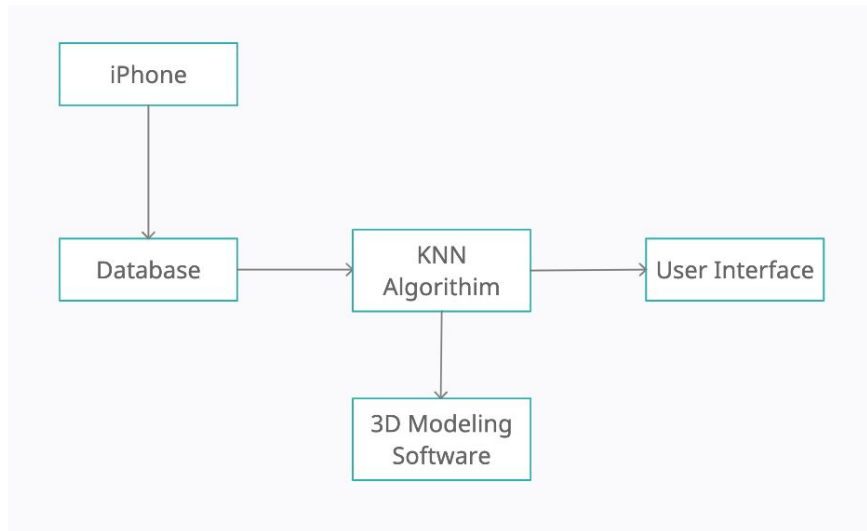 iPhone
Database
KNN
Algorithim
User Interface
3D Modeling
Software